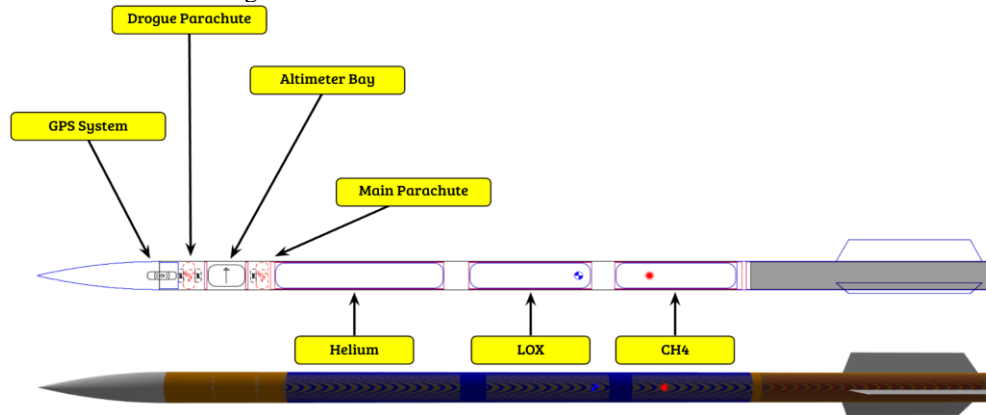 Drogue Parachute
Altimeter Bay
GPS System
Main Parachute
Helium
LOX
CH4